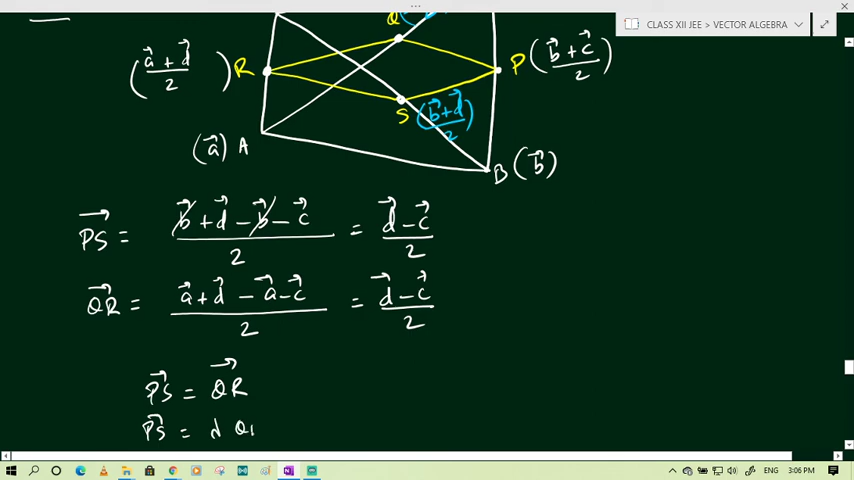 CLASS XII JEE > VECTOR ALGEBRA
Q
(a⃗ + d⃗)/2 R
P (b⃗ + c⃗)/2
S (b⃗ + d⃗)/2
(a⃗) A
B (b⃗)
PS⃗ = (b⃗ + d⃗ − b⃗ − c⃗)/2 = (d⃗ − c⃗)/2
QR⃗ = (a⃗ + d⃗ − a⃗ − c⃗)/2 = (d⃗ − c⃗)/2
PS⃗ = QR⃗
PS⃗ = λ Q
ENG 3:06 PM